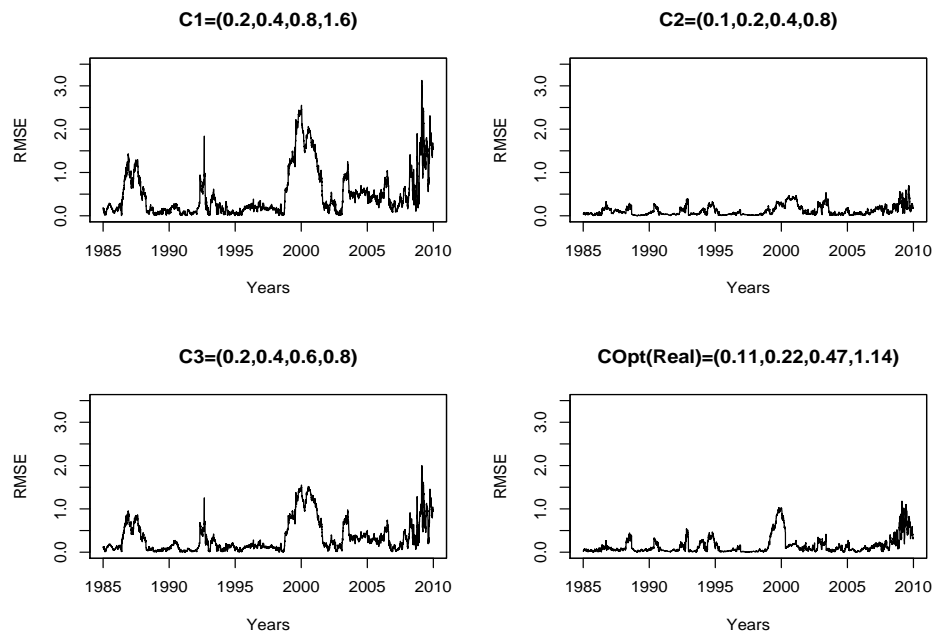 C1=(0.2,0.4,0.8,1.6)
RMSE
3.0
2.0
1.0
0.0
1985 1990 1995 2000 2005 2010
Years
C2=(0.1,0.2,0.4,0.8)
RMSE
3.0
2.0
1.0
0.0
1985 1990 1995 2000 2005 2010
Years
C3=(0.2,0.4,0.6,0.8)
RMSE
3.0
2.0
1.0
0.0
1985 1990 1995 2000 2005 2010
Years
COpt(Real)=(0.11,0.22,0.47,1.14)
RMSE
3.0
2.0
1.0
0.0
1985 1990 1995 2000 2005 2010
Years